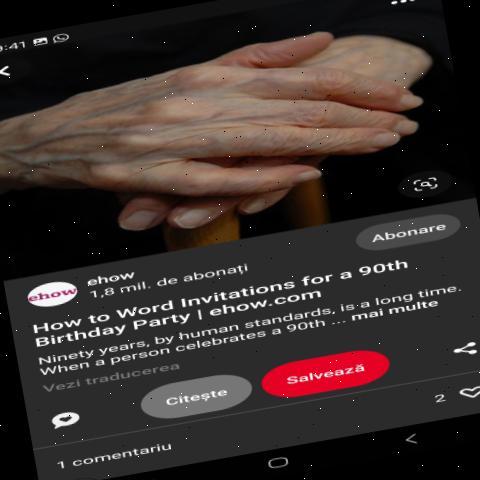 :41
Abonare
ehow
ehow
1,8 mil. de abonați
How to Word Invitations for a 90th
Birthday Party | ehow.com
Ninety years, by human standards, is a long time.
When a person celebrates a 90th ... mai multe
Vezi traducerea
Citește
Salvează
2
1 comentariu